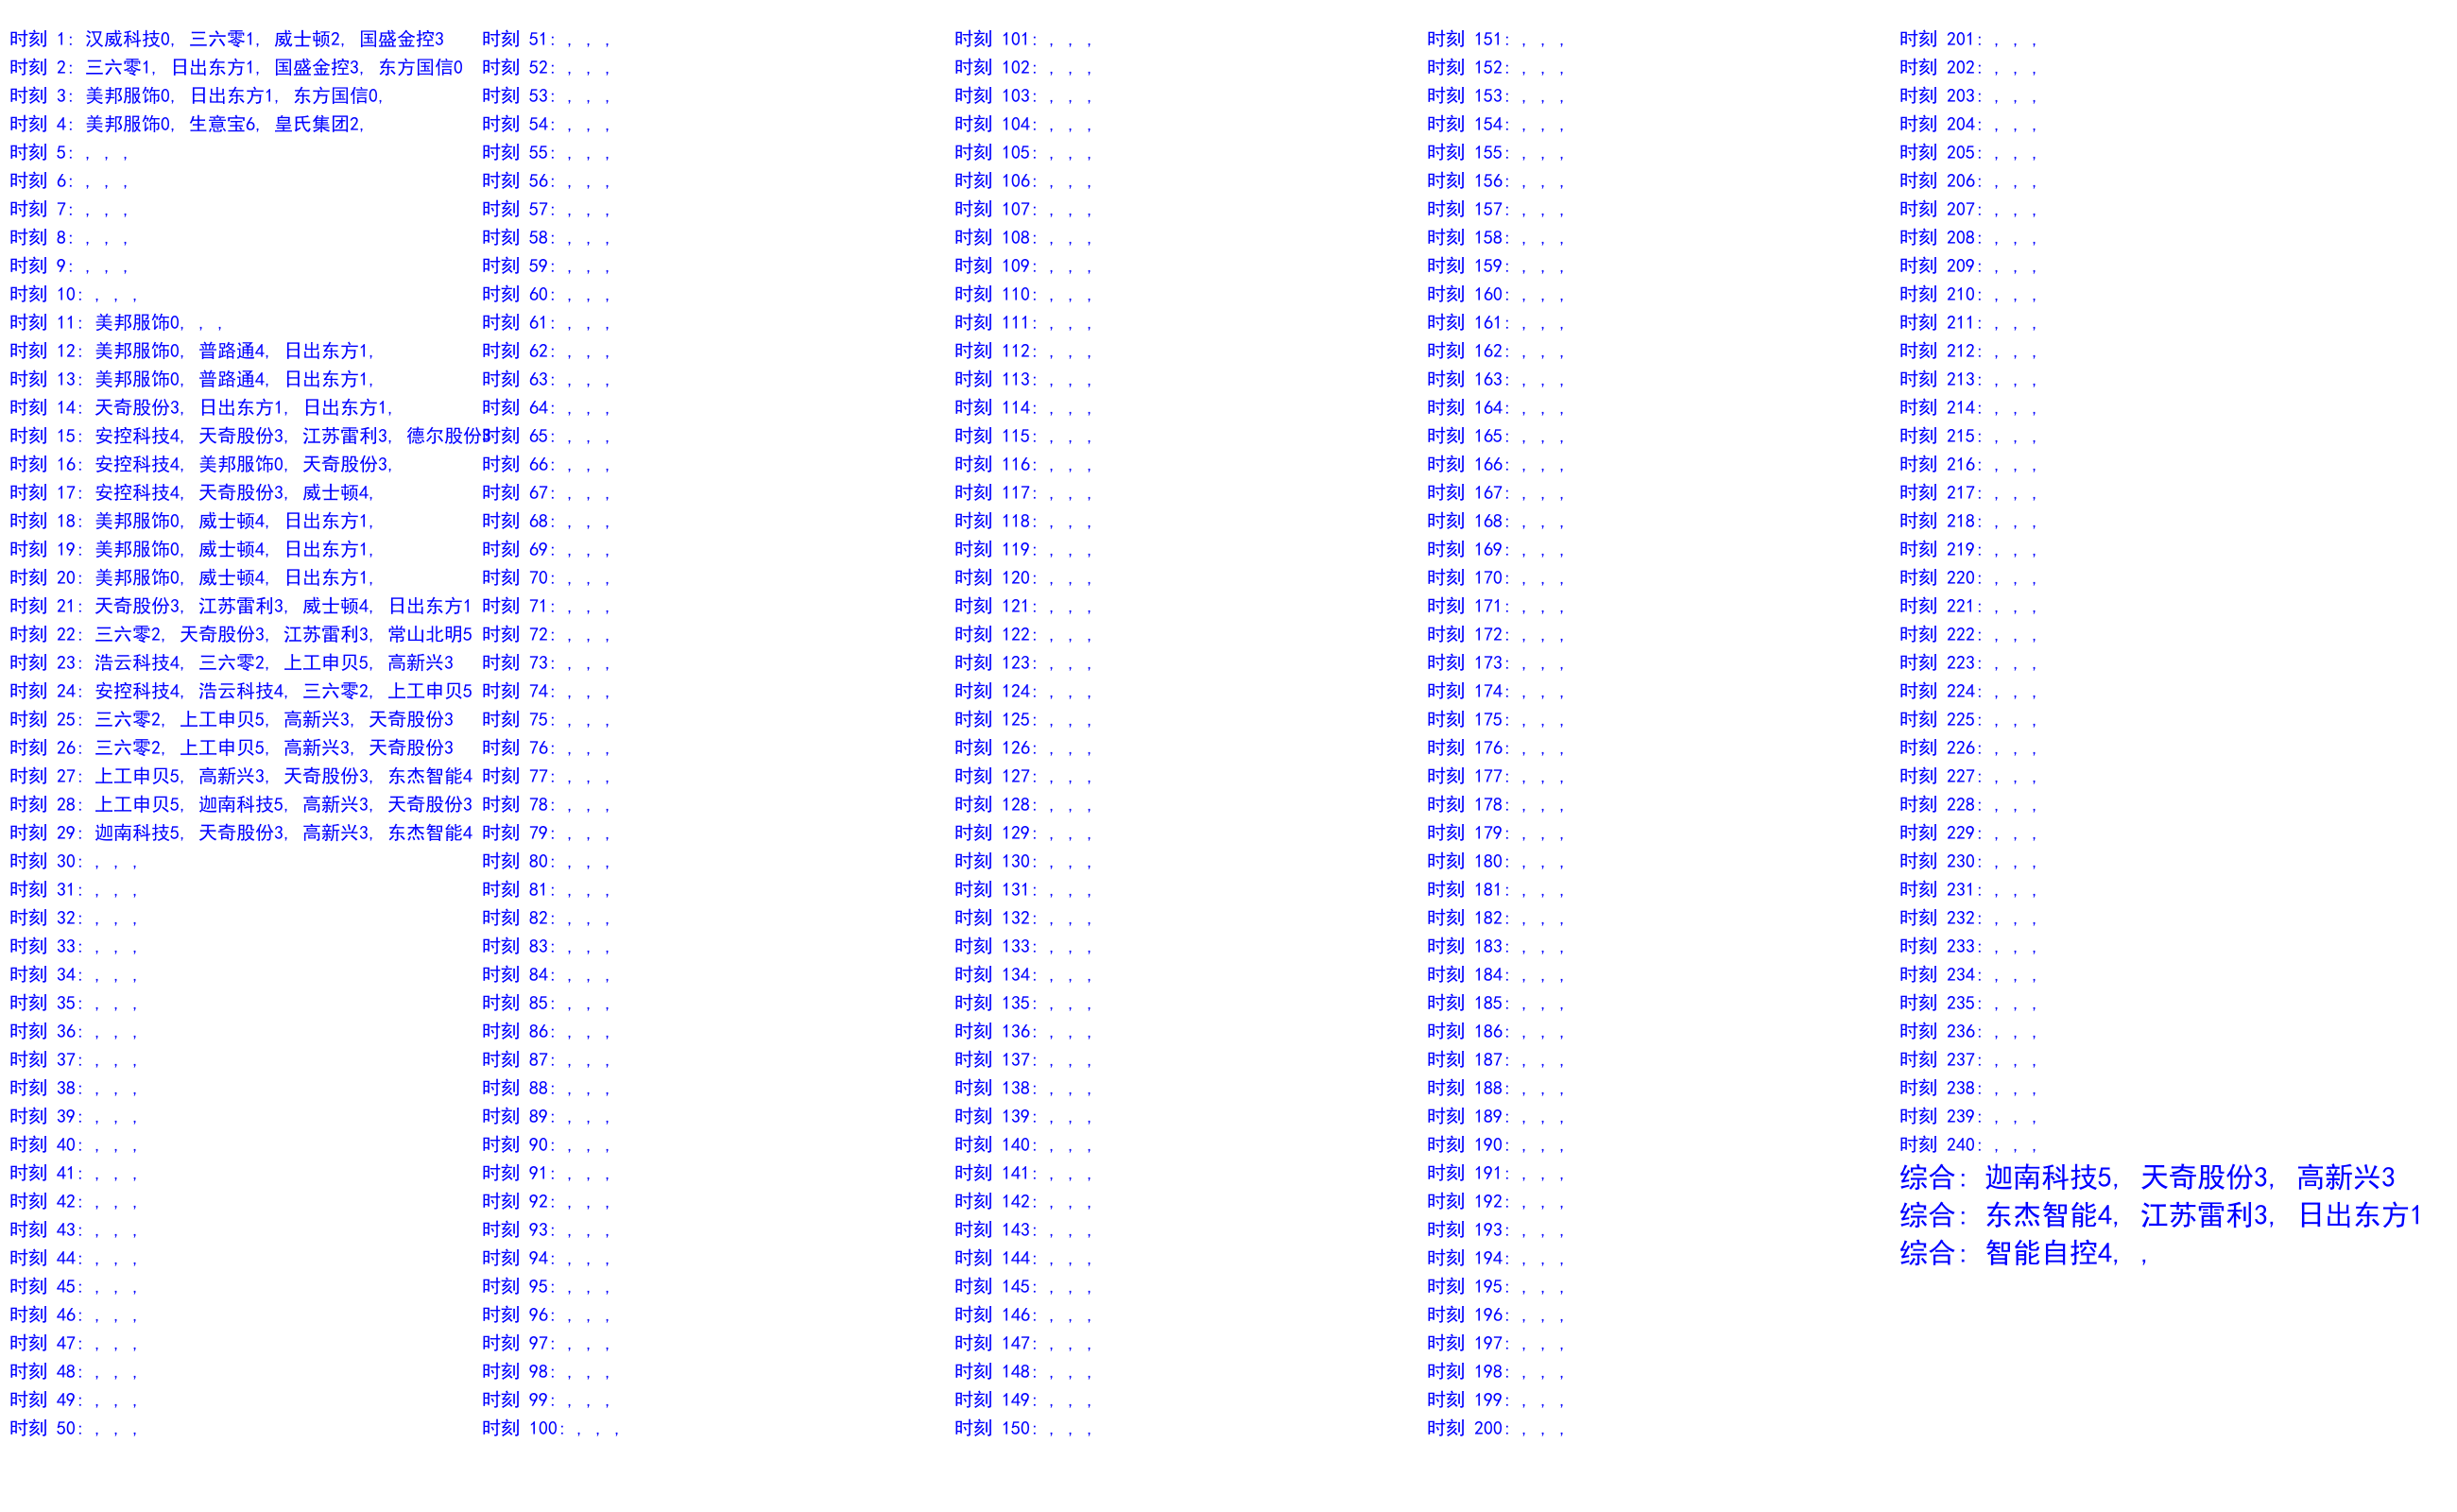 时刻 1: 汉威科技0, 三六零1, 威士顿2, 国盛金控3
时刻 2: 三六零1, 日出东方1, 国盛金控3, 东方国信0
时刻 3: 美邦服饰0, 日出东方1, 东方国信0,
时刻 4: 美邦服饰0, 生意宝6, 皇氏集团2,
时刻 5: , , ,
时刻 6: , , ,
时刻 7: , , ,
时刻 8: , , ,
时刻 9: , , ,
时刻 10: , , ,
时刻 11: 美邦服饰0, , ,
时刻 12: 美邦服饰0, 普路通4, 日出东方1,
时刻 13: 美邦服饰0, 普路通4, 日出东方1,
时刻 14: 天奇股份3, 日出东方1, 日出东方1,
时刻 15: 安控科技4, 天奇股份3, 江苏雷利3, 德尔股份3
时刻 16: 安控科技4, 美邦服饰0, 天奇股份3,
时刻 17: 安控科技4, 天奇股份3, 威士顿4,
时刻 18: 美邦服饰0, 威士顿4, 日出东方1,
时刻 19: 美邦服饰0, 威士顿4, 日出东方1,
时刻 20: 美邦服饰0, 威士顿4, 日出东方1,
时刻 21: 天奇股份3, 江苏雷利3, 威士顿4, 日出东方1
时刻 22: 三六零2, 天奇股份3, 江苏雷利3, 常山北明5
时刻 23: 浩云科技4, 三六零2, 上工申贝5, 高新兴3
时刻 24: 安控科技4, 浩云科技4, 三六零2, 上工申贝5
时刻 25: 三六零2, 上工申贝5, 高新兴3, 天奇股份3
时刻 26: 三六零2, 上工申贝5, 高新兴3, 天奇股份3
时刻 27: 上工申贝5, 高新兴3, 天奇股份3, 东杰智能4
时刻 28: 上工申贝5, 迦南科技5, 高新兴3, 天奇股份3
时刻 29: 迦南科技5, 天奇股份3, 高新兴3, 东杰智能4
时刻 30: , , ,
时刻 31: , , ,
时刻 32: , , ,
时刻 33: , , ,
时刻 34: , , ,
时刻 35: , , ,
时刻 36: , , ,
时刻 37: , , ,
时刻 38: , , ,
时刻 39: , , ,
时刻 40: , , ,
时刻 41: , , ,
时刻 42: , , ,
时刻 43: , , ,
时刻 44: , , ,
时刻 45: , , ,
时刻 46: , , ,
时刻 47: , , ,
时刻 48: , , ,
时刻 49: , , ,
时刻 50: , , ,
时刻 51: , , ,
时刻 52: , , ,
时刻 53: , , ,
时刻 54: , , ,
时刻 55: , , ,
时刻 56: , , ,
时刻 57: , , ,
时刻 58: , , ,
时刻 59: , , ,
时刻 60: , , ,
时刻 61: , , ,
时刻 62: , , ,
时刻 63: , , ,
时刻 64: , , ,
时刻 65: , , ,
时刻 66: , , ,
时刻 67: , , ,
时刻 68: , , ,
时刻 69: , , ,
时刻 70: , , ,
时刻 71: , , ,
时刻 72: , , ,
时刻 73: , , ,
时刻 74: , , ,
时刻 75: , , ,
时刻 76: , , ,
时刻 77: , , ,
时刻 78: , , ,
时刻 79: , , ,
时刻 80: , , ,
时刻 81: , , ,
时刻 82: , , ,
时刻 83: , , ,
时刻 84: , , ,
时刻 85: , , ,
时刻 86: , , ,
时刻 87: , , ,
时刻 88: , , ,
时刻 89: , , ,
时刻 90: , , ,
时刻 91: , , ,
时刻 92: , , ,
时刻 93: , , ,
时刻 94: , , ,
时刻 95: , , ,
时刻 96: , , ,
时刻 97: , , ,
时刻 98: , , ,
时刻 99: , , ,
时刻 100: , , ,
时刻 101: , , ,
时刻 102: , , ,
时刻 103: , , ,
时刻 104: , , ,
时刻 105: , , ,
时刻 106: , , ,
时刻 107: , , ,
时刻 108: , , ,
时刻 109: , , ,
时刻 110: , , ,
时刻 111: , , ,
时刻 112: , , ,
时刻 113: , , ,
时刻 114: , , ,
时刻 115: , , ,
时刻 116: , , ,
时刻 117: , , ,
时刻 118: , , ,
时刻 119: , , ,
时刻 120: , , ,
时刻 121: , , ,
时刻 122: , , ,
时刻 123: , , ,
时刻 124: , , ,
时刻 125: , , ,
时刻 126: , , ,
时刻 127: , , ,
时刻 128: , , ,
时刻 129: , , ,
时刻 130: , , ,
时刻 131: , , ,
时刻 132: , , ,
时刻 133: , , ,
时刻 134: , , ,
时刻 135: , , ,
时刻 136: , , ,
时刻 137: , , ,
时刻 138: , , ,
时刻 139: , , ,
时刻 140: , , ,
时刻 141: , , ,
时刻 142: , , ,
时刻 143: , , ,
时刻 144: , , ,
时刻 145: , , ,
时刻 146: , , ,
时刻 147: , , ,
时刻 148: , , ,
时刻 149: , , ,
时刻 150: , , ,
时刻 151: , , ,
时刻 152: , , ,
时刻 153: , , ,
时刻 154: , , ,
时刻 155: , , ,
时刻 156: , , ,
时刻 157: , , ,
时刻 158: , , ,
时刻 159: , , ,
时刻 160: , , ,
时刻 161: , , ,
时刻 162: , , ,
时刻 163: , , ,
时刻 164: , , ,
时刻 165: , , ,
时刻 166: , , ,
时刻 167: , , ,
时刻 168: , , ,
时刻 169: , , ,
时刻 170: , , ,
时刻 171: , , ,
时刻 172: , , ,
时刻 173: , , ,
时刻 174: , , ,
时刻 175: , , ,
时刻 176: , , ,
时刻 177: , , ,
时刻 178: , , ,
时刻 179: , , ,
时刻 180: , , ,
时刻 181: , , ,
时刻 182: , , ,
时刻 183: , , ,
时刻 184: , , ,
时刻 185: , , ,
时刻 186: , , ,
时刻 187: , , ,
时刻 188: , , ,
时刻 189: , , ,
时刻 190: , , ,
时刻 191: , , ,
时刻 192: , , ,
时刻 193: , , ,
时刻 194: , , ,
时刻 195: , , ,
时刻 196: , , ,
时刻 197: , , ,
时刻 198: , , ,
时刻 199: , , ,
时刻 200: , , ,
时刻 201: , , ,
时刻 202: , , ,
时刻 203: , , ,
时刻 204: , , ,
时刻 205: , , ,
时刻 206: , , ,
时刻 207: , , ,
时刻 208: , , ,
时刻 209: , , ,
时刻 210: , , ,
时刻 211: , , ,
时刻 212: , , ,
时刻 213: , , ,
时刻 214: , , ,
时刻 215: , , ,
时刻 216: , , ,
时刻 217: , , ,
时刻 218: , , ,
时刻 219: , , ,
时刻 220: , , ,
时刻 221: , , ,
时刻 222: , , ,
时刻 223: , , ,
时刻 224: , , ,
时刻 225: , , ,
时刻 226: , , ,
时刻 227: , , ,
时刻 228: , , ,
时刻 229: , , ,
时刻 230: , , ,
时刻 231: , , ,
时刻 232: , , ,
时刻 233: , , ,
时刻 234: , , ,
时刻 235: , , ,
时刻 236: , , ,
时刻 237: , , ,
时刻 238: , , ,
时刻 239: , , ,
时刻 240: , , ,
综合: 迦南科技5, 天奇股份3, 高新兴3
综合: 东杰智能4, 江苏雷利3, 日出东方1
综合: 智能自控4, ,